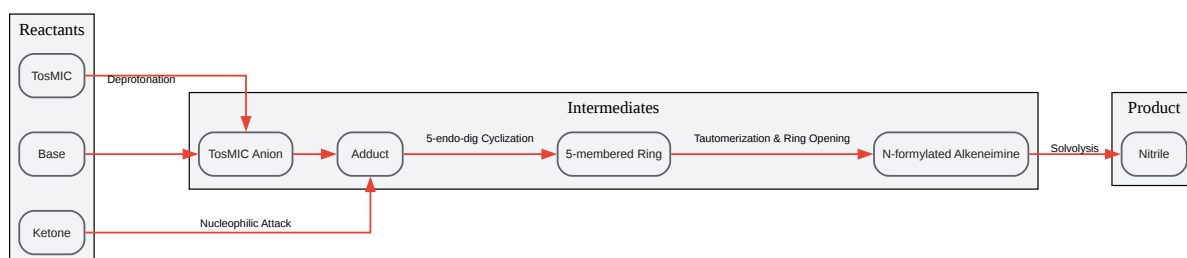 Reactants
TosMIC
Deprotonation
Intermediates
Product
Base
TosMIC Anion
Adduct
5-endo-dig Cyclization
5-membered Ring
Tautomerization & Ring Opening
N-formylated Alkeneimine
Solvolysis
Nitrile
Ketone
Nucleophilic Attack